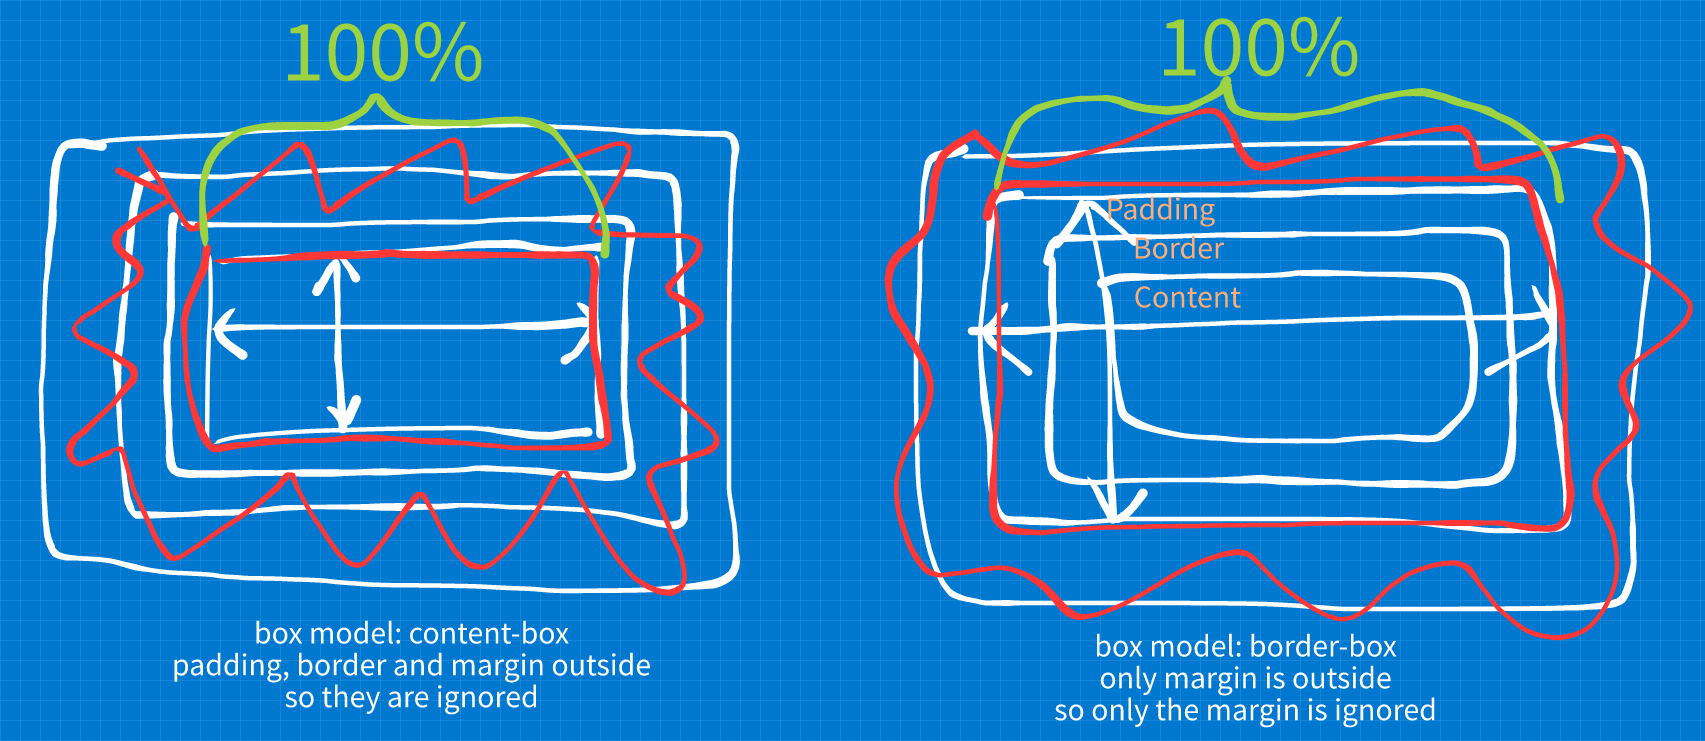 100%
box model: content-box
padding, border and margin outside
so they are ignored
100%
Padding
Border
Content
box model: border-box
only margin is outside
so only the margin is ignored